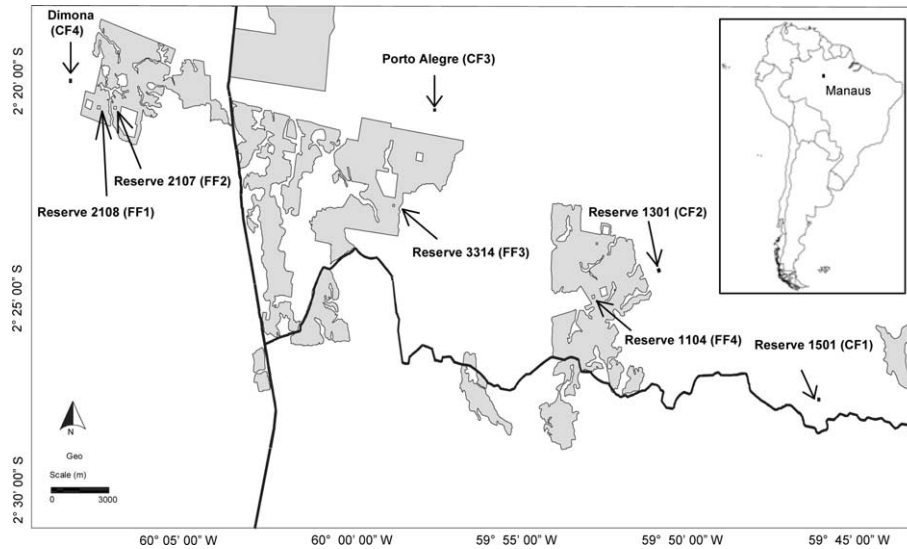 Dimona
(CF4)
Porto Alegre (CF3)
Manaus
Reserve 2107 (FF2)
Reserve 2108 (FF1)
Reserve 1301 (CF2)
Reserve 3314 (FF3)
Reserve 1104 (FF4)
Reserve 1501 (CF1)
2° 20' 00" S
2° 25' 00" S
2° 30' 00" S
N
Geo
Scale (m)
0 3000
60° 05' 00" W 60° 00' 00" W 59° 55' 00" W 59° 50' 00" W 59° 45' 00" W